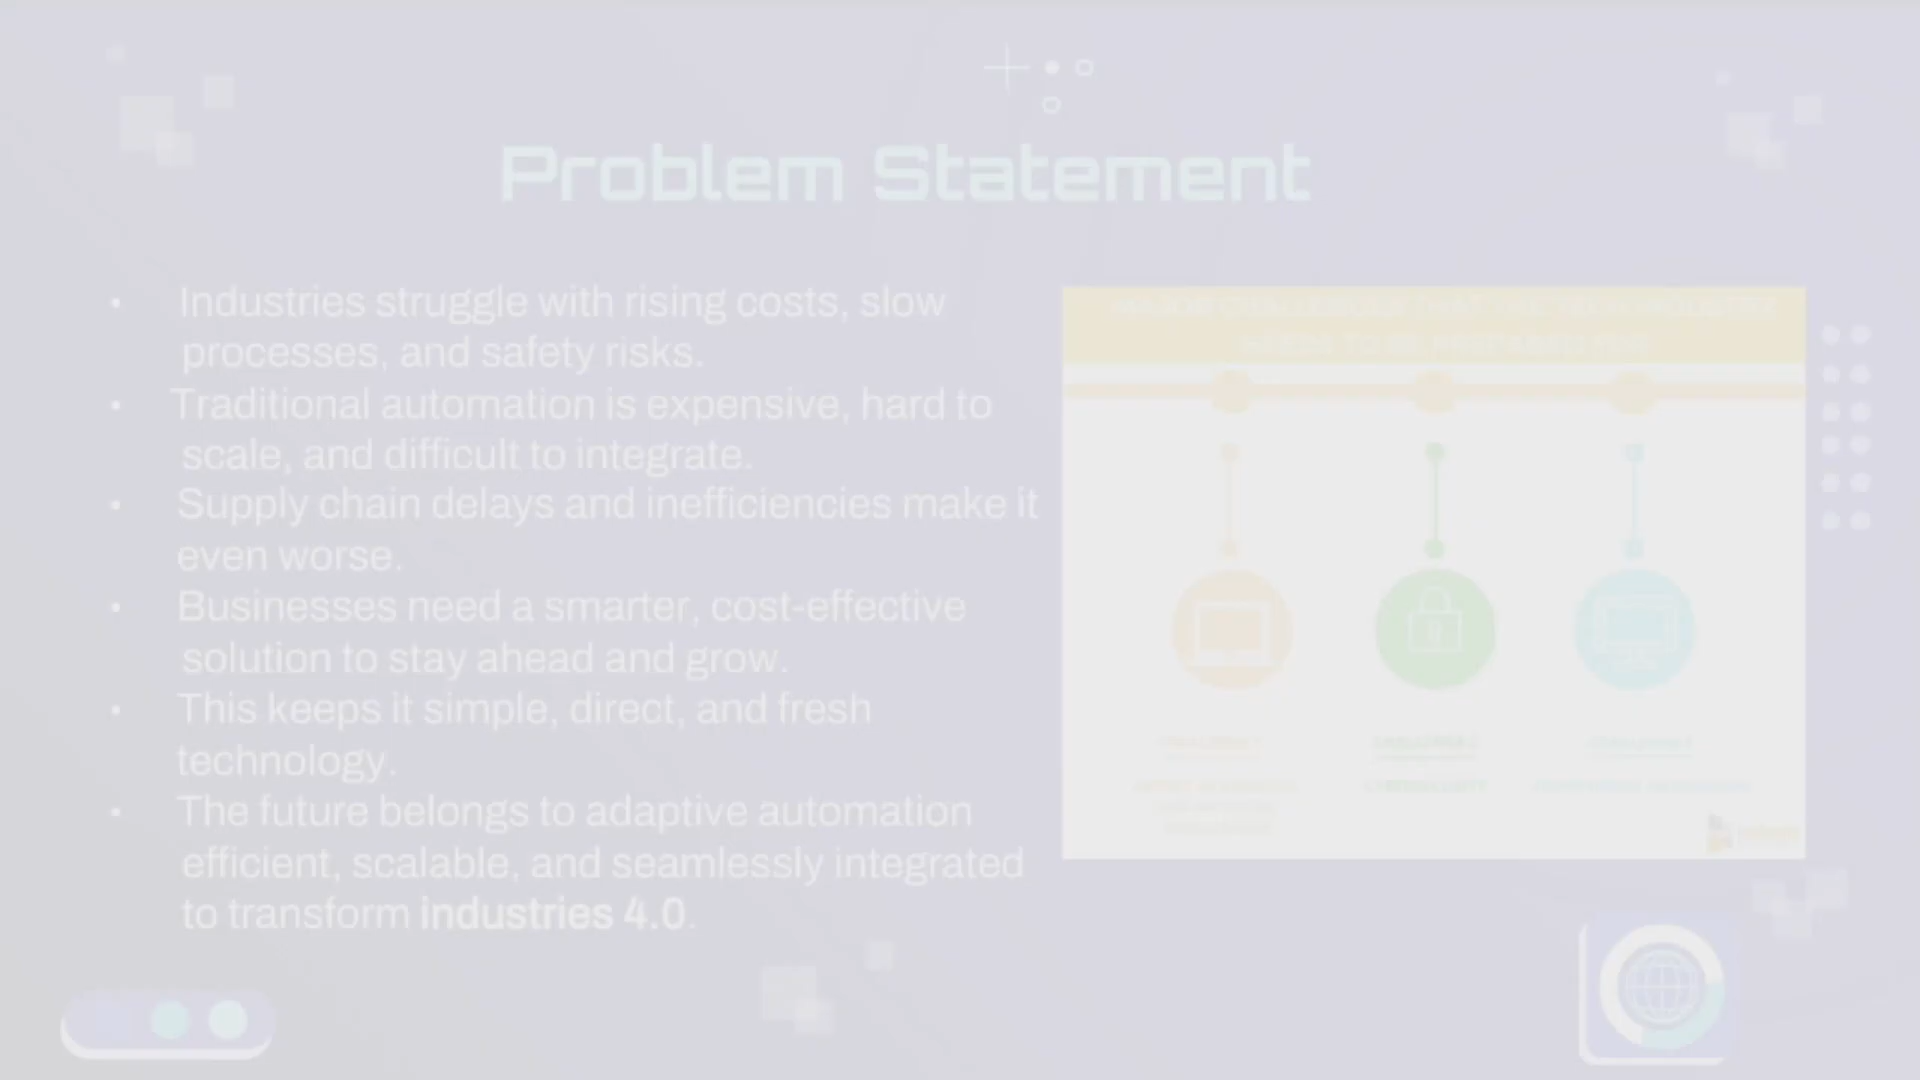 Problem Statement
• Industries struggle with rising costs, slow
processes, and safety risks.
• Traditional automation is expensive, hard to
scale, and difficult to integrate.
• Supply chain delays and inefficiencies make it
even worse.
• Businesses need a smarter, cost-effective
solution to stay ahead and grow.
• This keeps it simple, direct, and fresh
technology.
• The future belongs to adaptive automation
efficient, scalable, and seamlessly integrated
to transform industries 4.0.